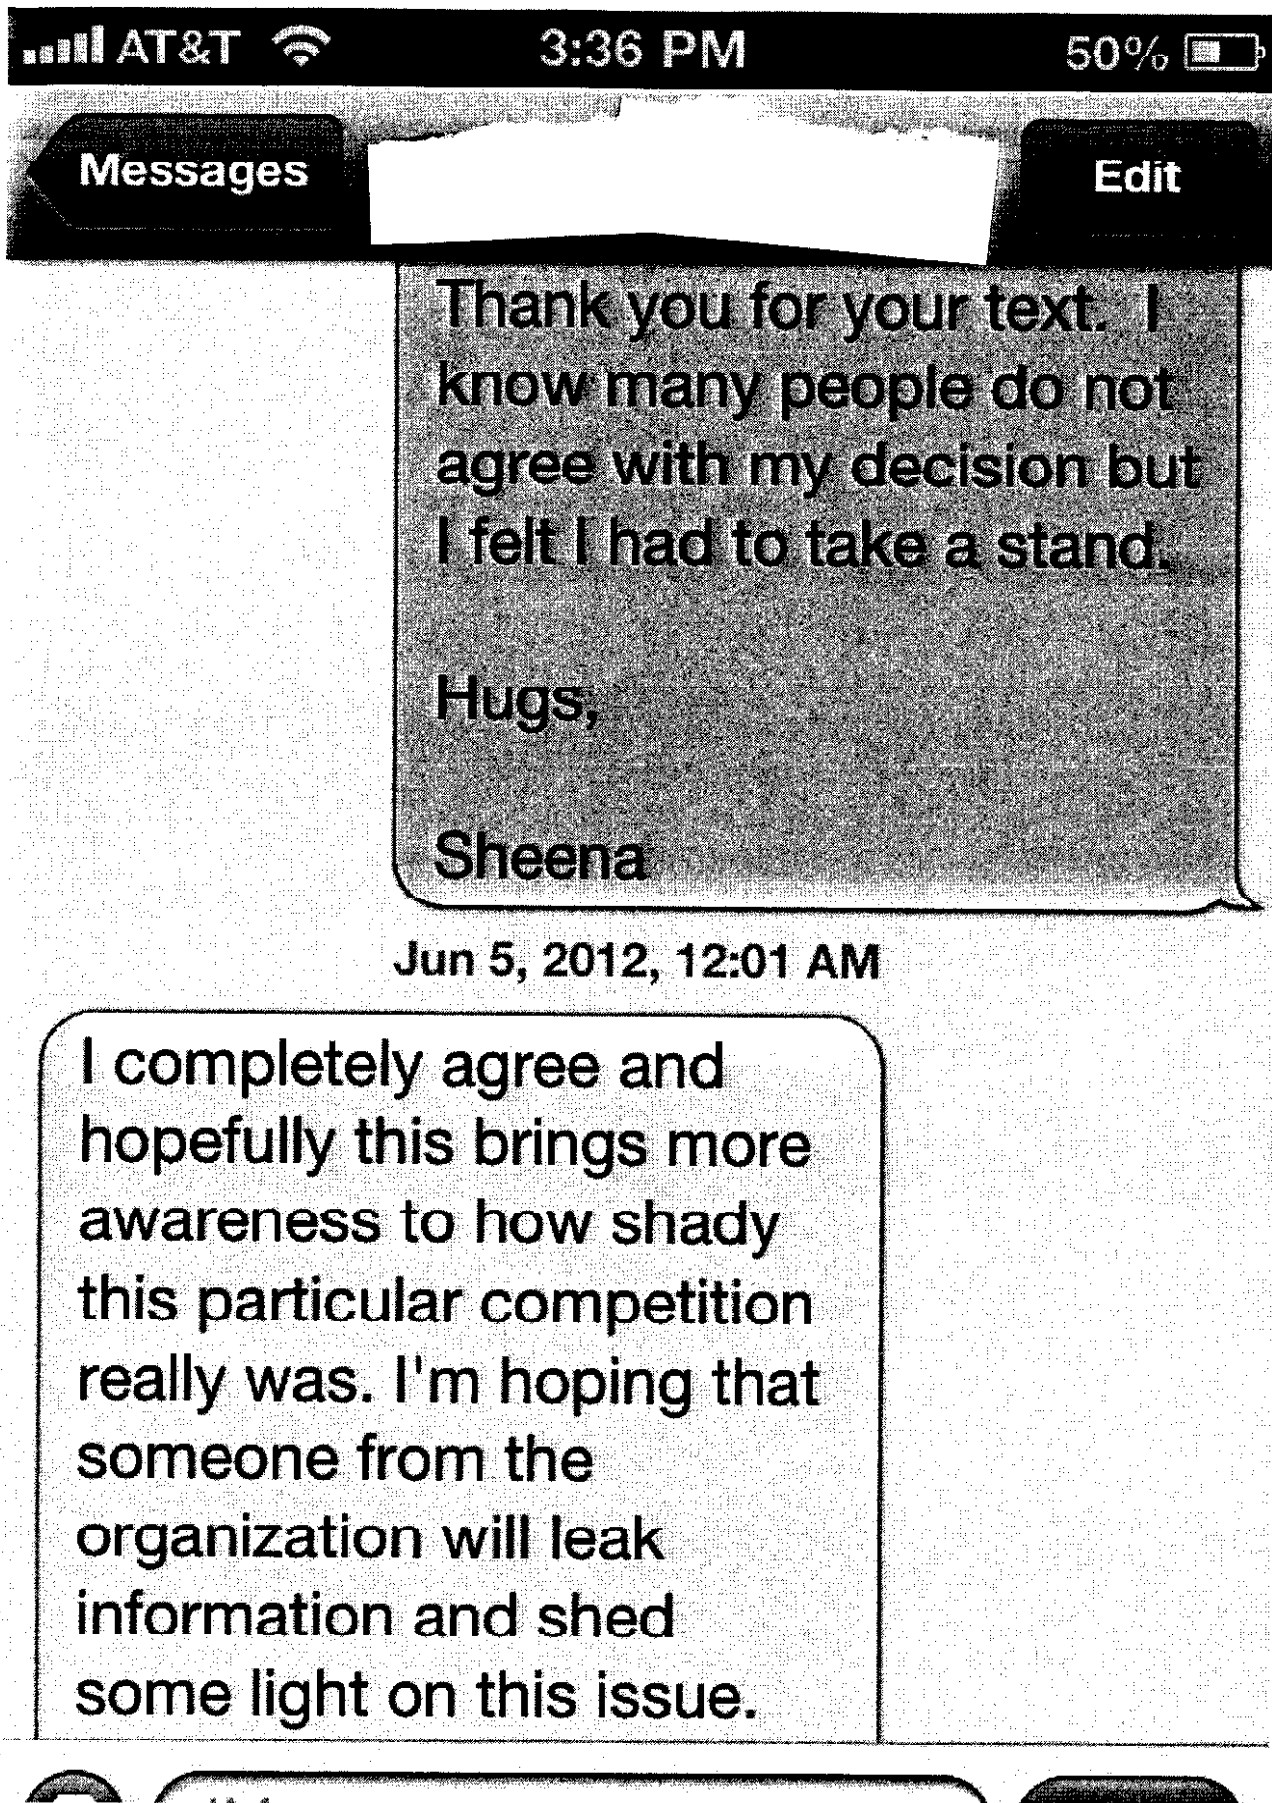 AT&T 3:36 PM 50%
Messages Edit
Thank you for your text. I
know many people do not
agree with my decision but
I felt I had to take a stand.
Hugs,
Sheena
Jun 5, 2012, 12:01 AM
I completely agree and
hopefully this brings more
awareness to how shady
this particular competition
really was. I'm hoping that
someone from the
organization will leak
information and shed
some light on this issue.